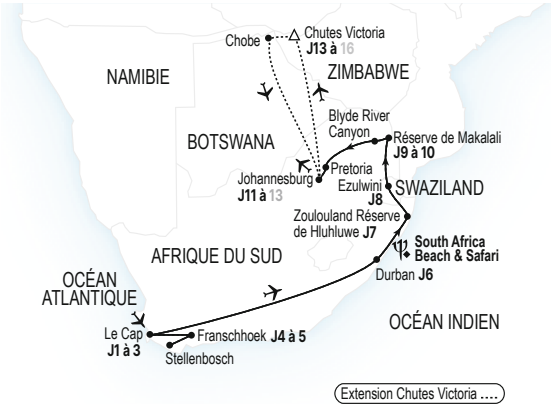 Chobe
Chutes Victoria
J13 à 16
NAMIBIE
ZIMBABWE
BOTSWANA
Blyde River
Canyon
Réserve de Makalali
J9 à 10
Pretoria
Johannesburg
J11 à 13
Ezulwini
J8
SWAZILAND
Zoulouland Réserve
de Hluhluwe J7
South Africa
Beach & Safari
AFRIQUE DU SUD
Durban J6
OCÉAN
ATLANTIQUE
OCÉAN INDIEN
Le Cap
J1 à 3
Franschhoek J4 à 5
Stellenbosch
Extension Chutes Victoria ....